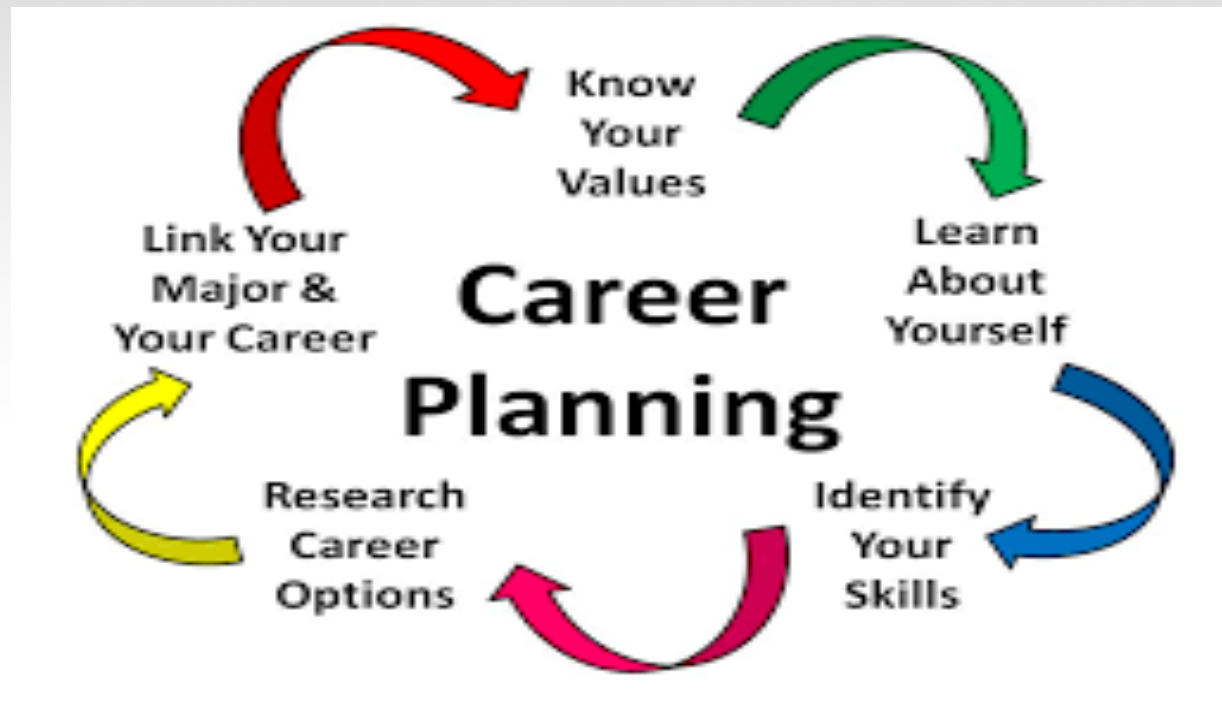 Know
Your
Values
Learn
About
Yourself
Identify
Your
Skills
Research
Career
Options
Link Your
Major &
Your Career
Career
Planning